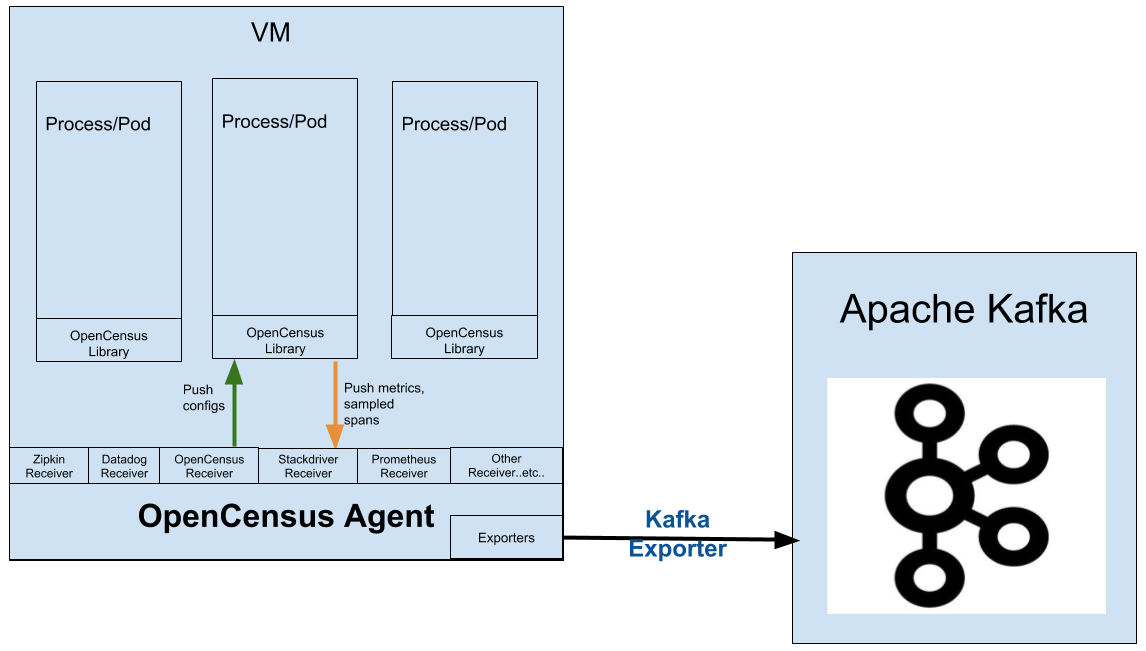 VM
Process/Pod
Process/Pod
Process/Pod
OpenCensus
Library
OpenCensus
Library
OpenCensus
Library
Push
configs
Push metrics,
sampled
spans
Zipkin
Receiver
Datadog
Receiver
OpenCensus
Receiver
Stackdriver
Receiver
Prometheus
Receiver
Other
Receiver..etc..
OpenCensus Agent
Exporters
Kafka
Exporter
Apache Kafka